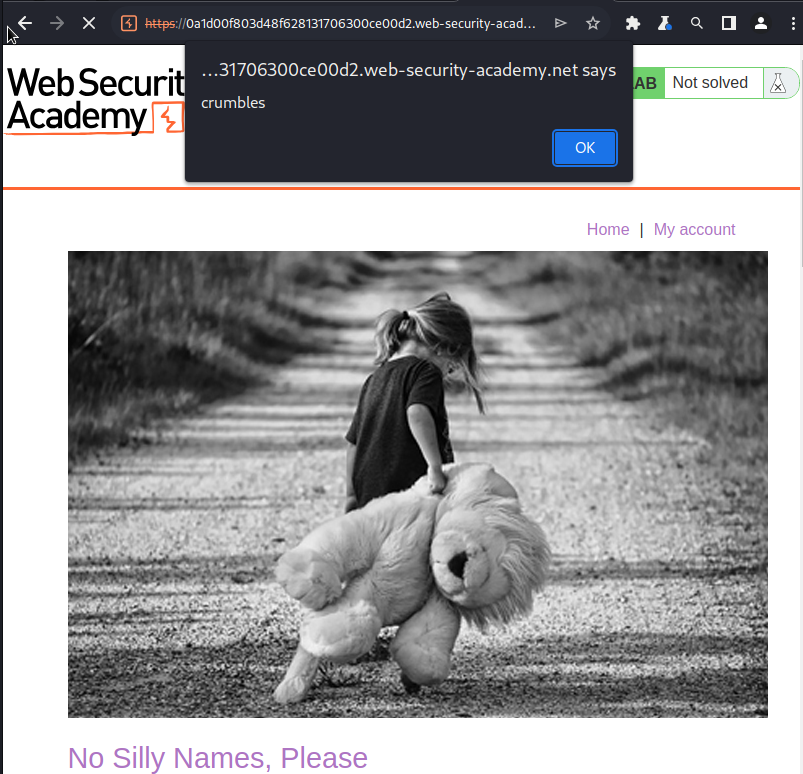 https://0a1d00f803d48f628131706300ce00d2.web-security-acad...
...31706300ce00d2.web-security-academy.net says
crumbles
OK
Web Securit
Academy
AB
Not solved
Home | My account
No Silly Names, Please